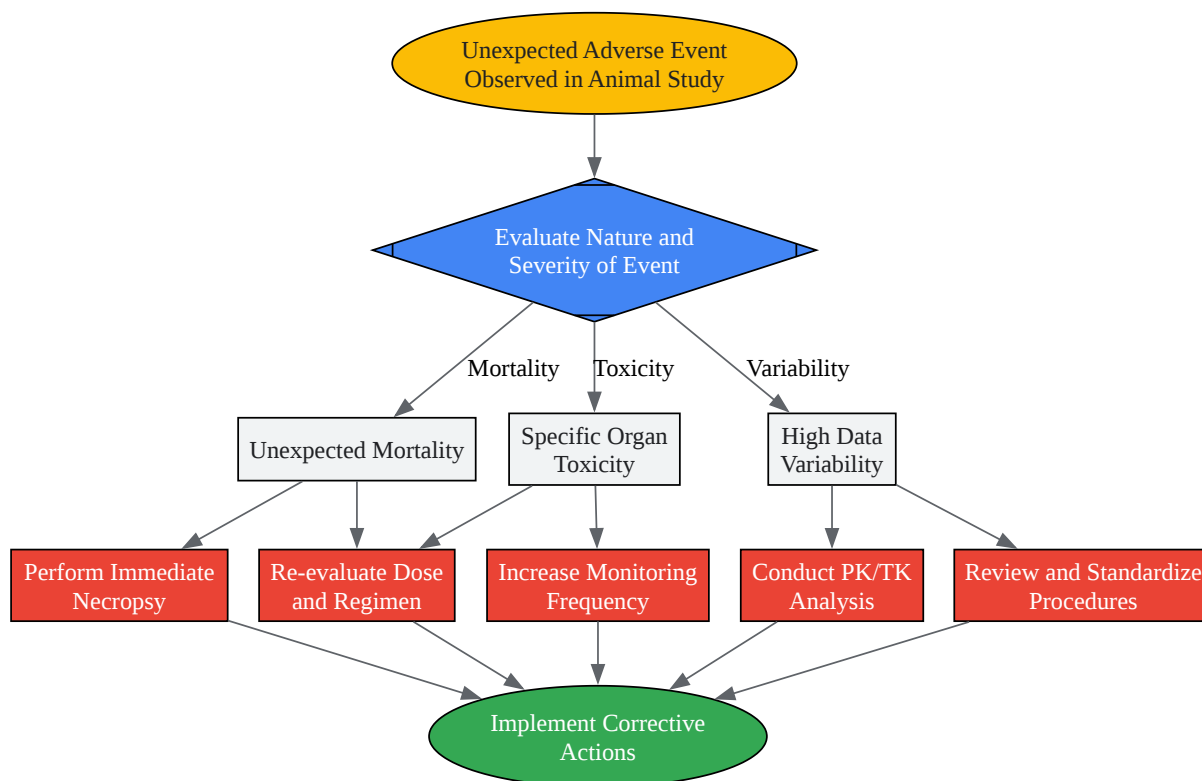 Unexpected Adverse Event
Observed in Animal Study
Evaluate Nature and
Severity of Event
Mortality
Toxicity
Variability
Unexpected Mortality
Specific Organ
Toxicity
High Data
Variability
Perform Immediate
Necropsy
Re-evaluate Dose
and Regimen
Increase Monitoring
Frequency
Conduct PK/TK
Analysis
Review and Standardize
Procedures
Implement Corrective
Actions